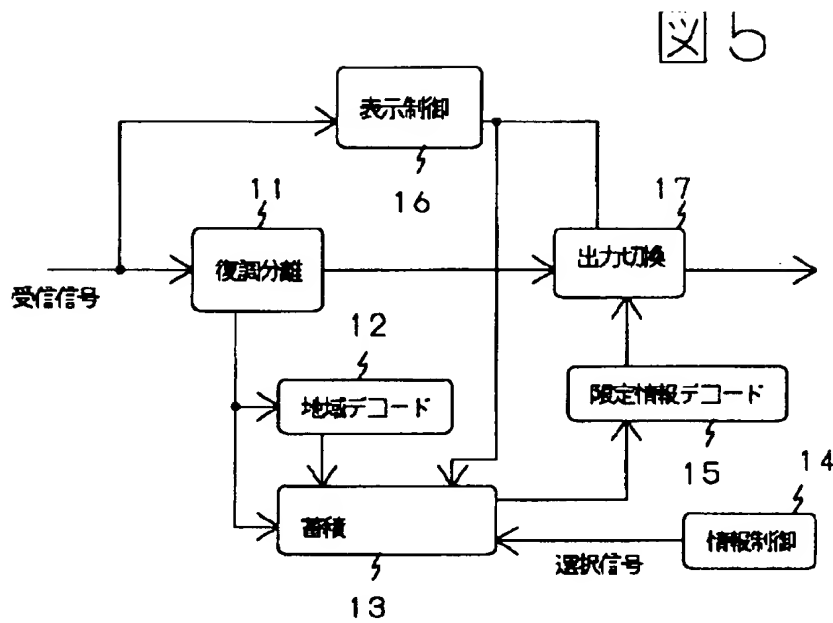 図5
表示制御
16
11
17
復調分離
出力切換
受信信号
12
地域デコード
限定情報デコード
15
14
蓄積
情報制御
選択信号
13